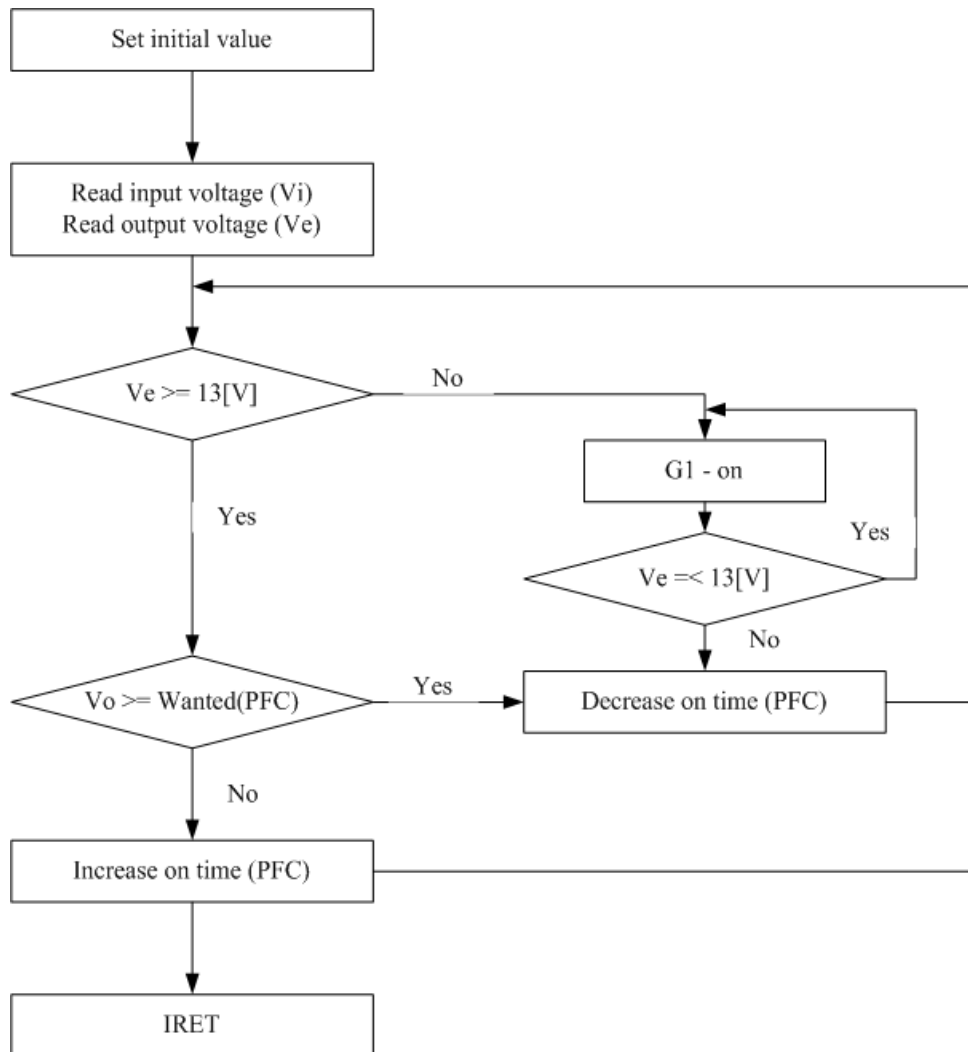 Set initial value
Read input voltage (Vi)
Read output voltage (Ve)
Ve >= 13[V]
No
G1 - on
Yes
Yes
Ve =< 13[V]
No
Vo >= Wanted(PFC)
Yes
Decrease on time (PFC)
No
Increase on time (PFC)
IRET